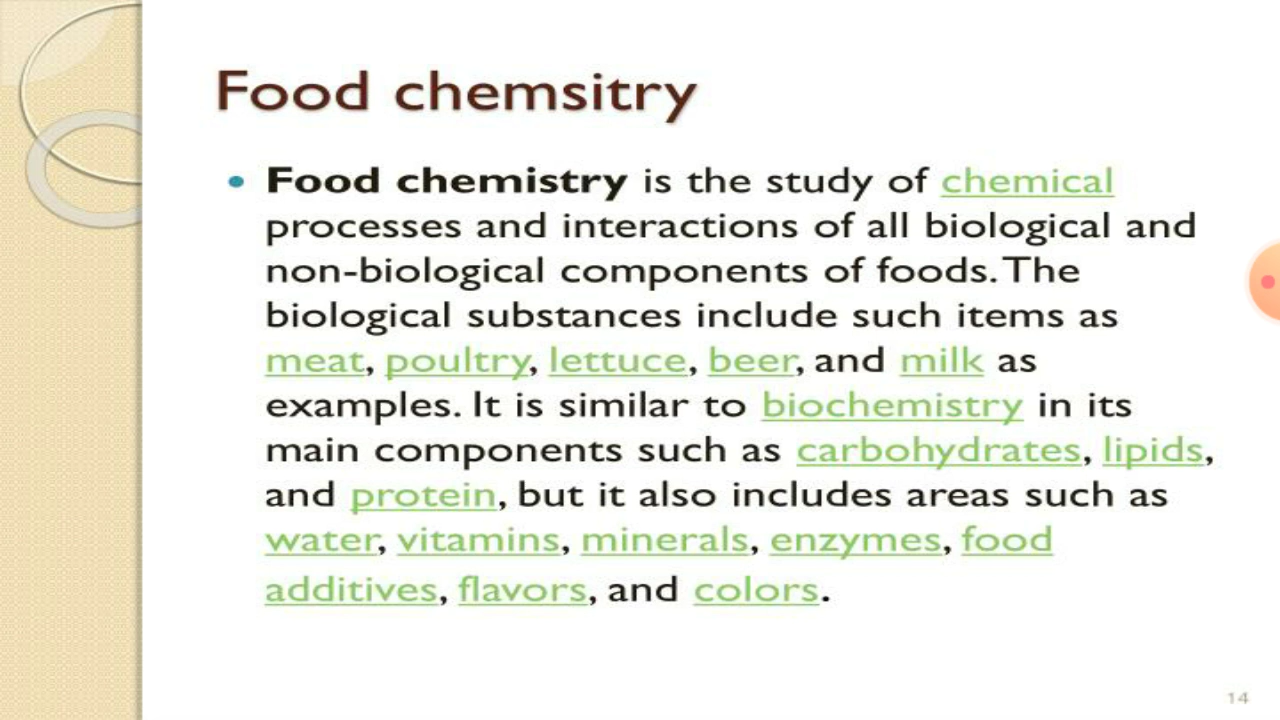 Food chemsitry
• Food chemistry is the study of chemical
processes and interactions of all biological and
non-biological components of foods. The
biological substances include such items as
meat, poultry, lettuce, beer, and milk as
examples. It is similar to biochemistry in its
main components such as carbohydrates, lipids,
and protein, but it also includes areas such as
water, vitamins, minerals, enzymes, food
additives, flavors, and colors.
14